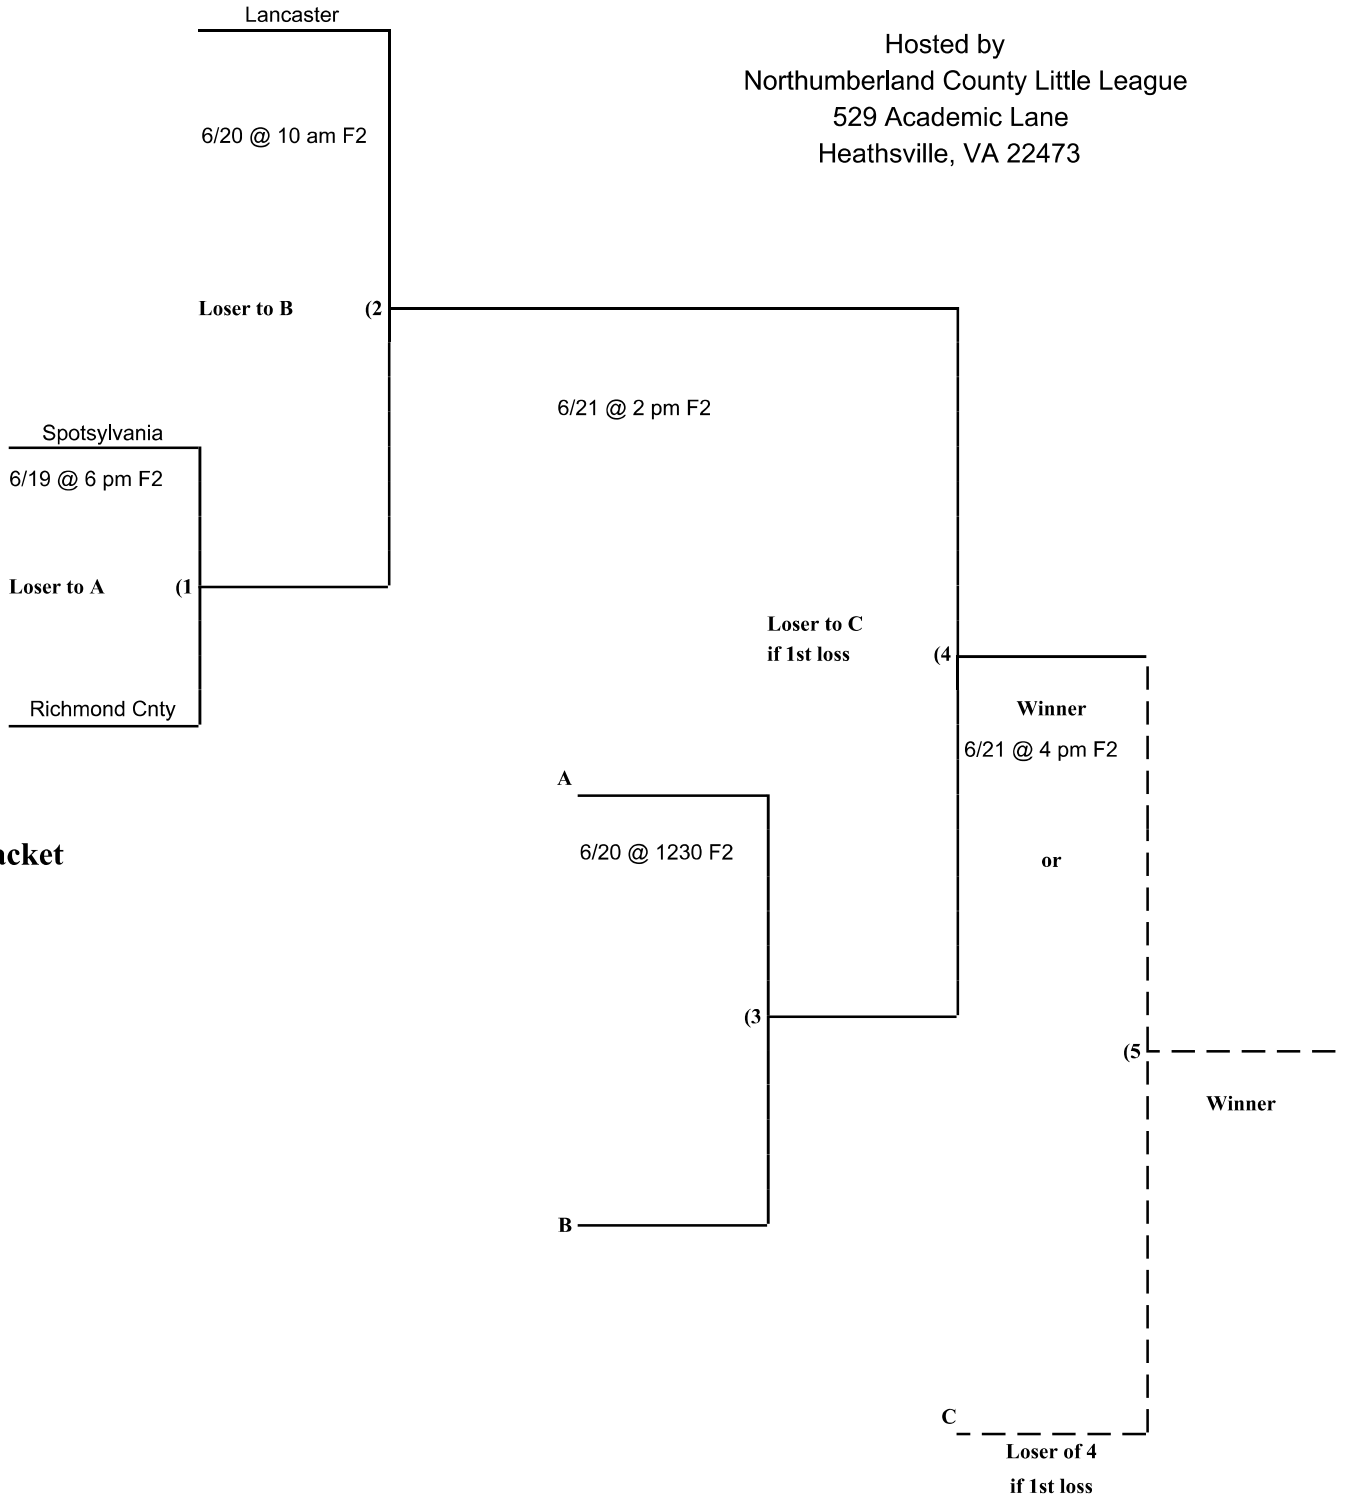 Lancaster
Hosted by
Northumberland County Little League
529 Academic Lane
Heathsville, VA 22473
6/20 @ 10 am F2
Loser to B (2
6/21 @ 2 pm F2
Spotsylvania
6/19 @ 6 pm F2
Loser to A (1
Loser to C
if 1st loss (4
Richmond Cnty
Winner
6/21 @ 4 pm F2
A
6/20 @ 1230 F2
or
(3
(5
Winner
B
C
Loser of 4
if 1st loss